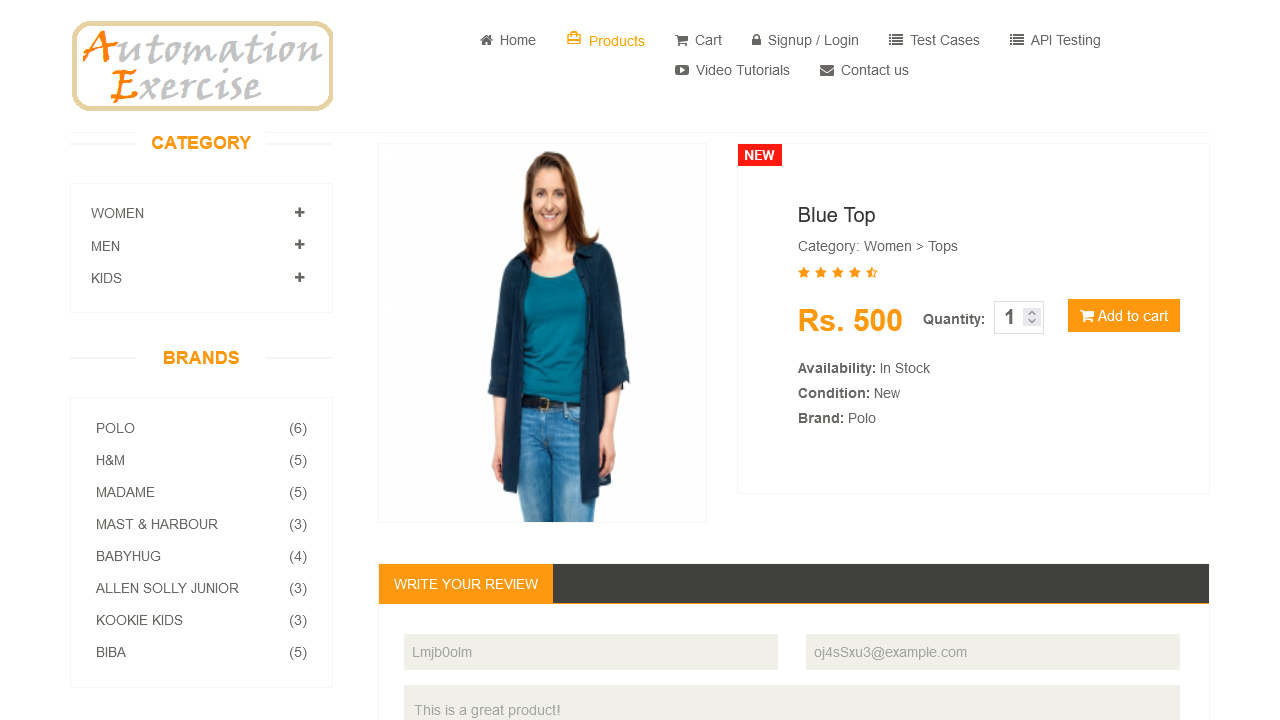 Automation
Exercise
Home
Products
Cart
Signup / Login
Test Cases
API Testing
Video Tutorials
Contact us
CATEGORY
WOMEN
MEN
KIDS
BRANDS
POLO (6)
H&M (5)
MADAME (5)
MAST & HARBOUR (3)
BABYHUG (4)
ALLEN SOLLY JUNIOR (3)
KOOKIE KIDS (3)
BIBA (5)
NEW
Blue Top
Category: Women > Tops
Rs. 500 Quantity: 1 Add to cart
Availability: In Stock
Condition: New
Brand: Polo
WRITE YOUR REVIEW
Lmjb0olm
oj4sSxu3@example.com
This is a great product!